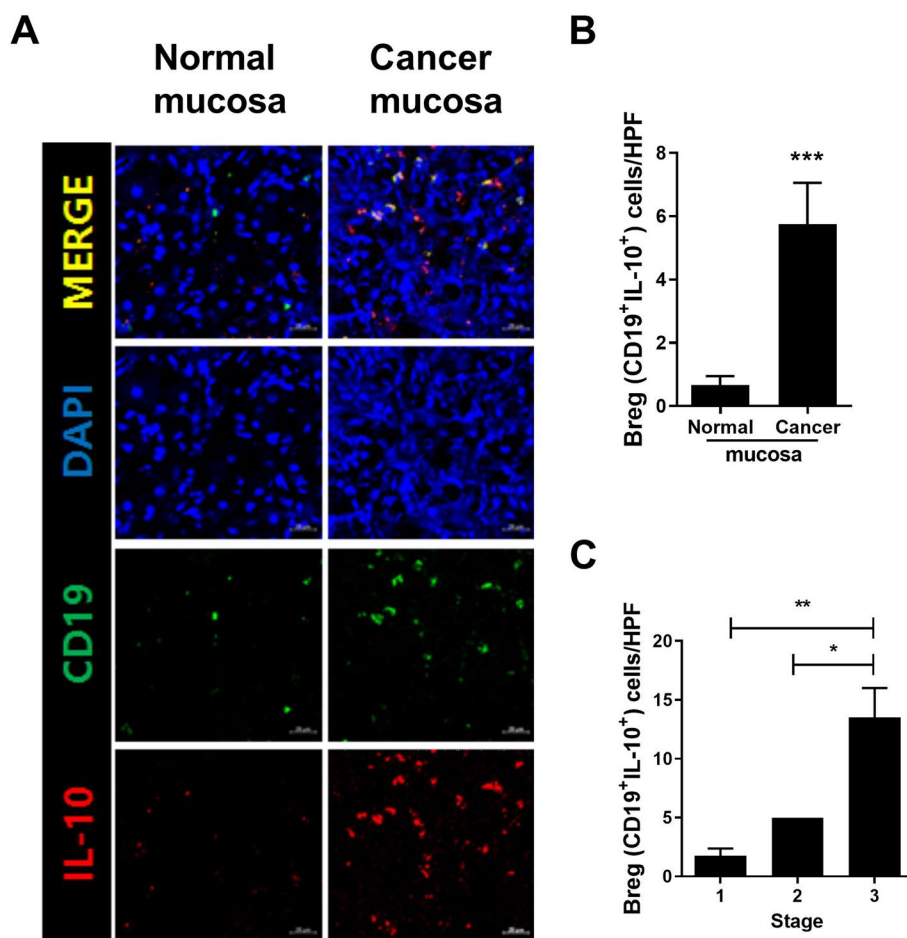 A
Normal
mucosa
Cancer
mucosa
MERGE
DAPI
CD19
IL-10
B
Breg (CD19⁺IL-10⁺) cells/HPF
8
6
4
2
0
***
Normal
Cancer
mucosa
C
Breg (CD19⁺IL-10⁺) cells/HPF
20
15
10
5
0
**
*
1
2
3
Stage